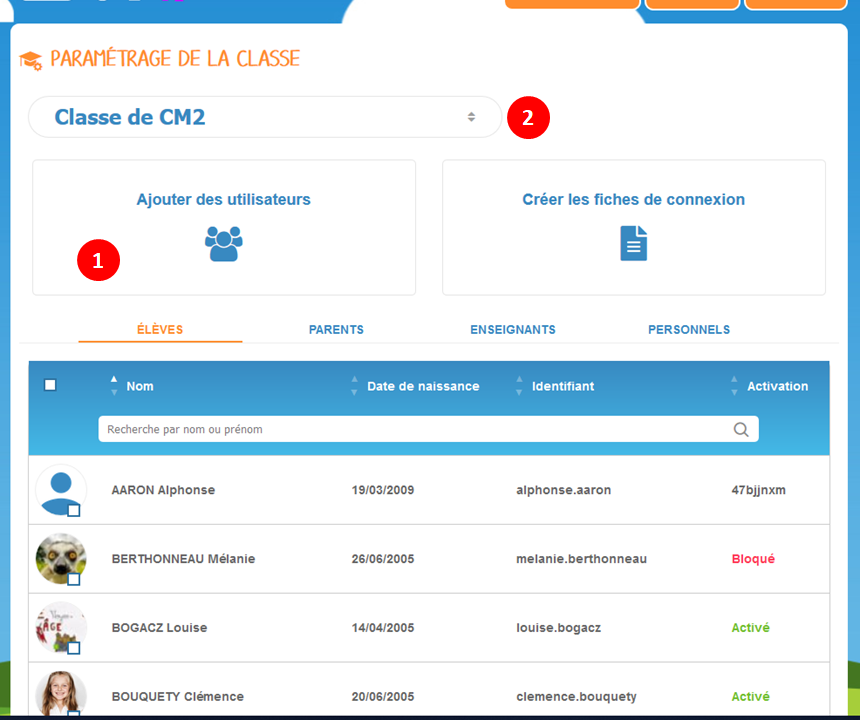 PARAMÉTRAGE DE LA CLASSE
Classe de CM2
2
Ajouter des utilisateurs
Créer les fiches de connexion
1
ÉLÈVES PARENTS ENSEIGNANTS PERSONNELS
Nom Date de naissance Identifiant Activation
Recherche par nom ou prénom
AARON Alphonse 19/03/2009 alphonse.aaron 47bjjnxm
BERTHONNEAU Mélanie 26/06/2005 melanie.berthonneau Bloqué
BOGACZ Louise 14/04/2005 louise.bogacz Activé
BOUQUETY Clémence 20/06/2005 clemence.bouquety Activé